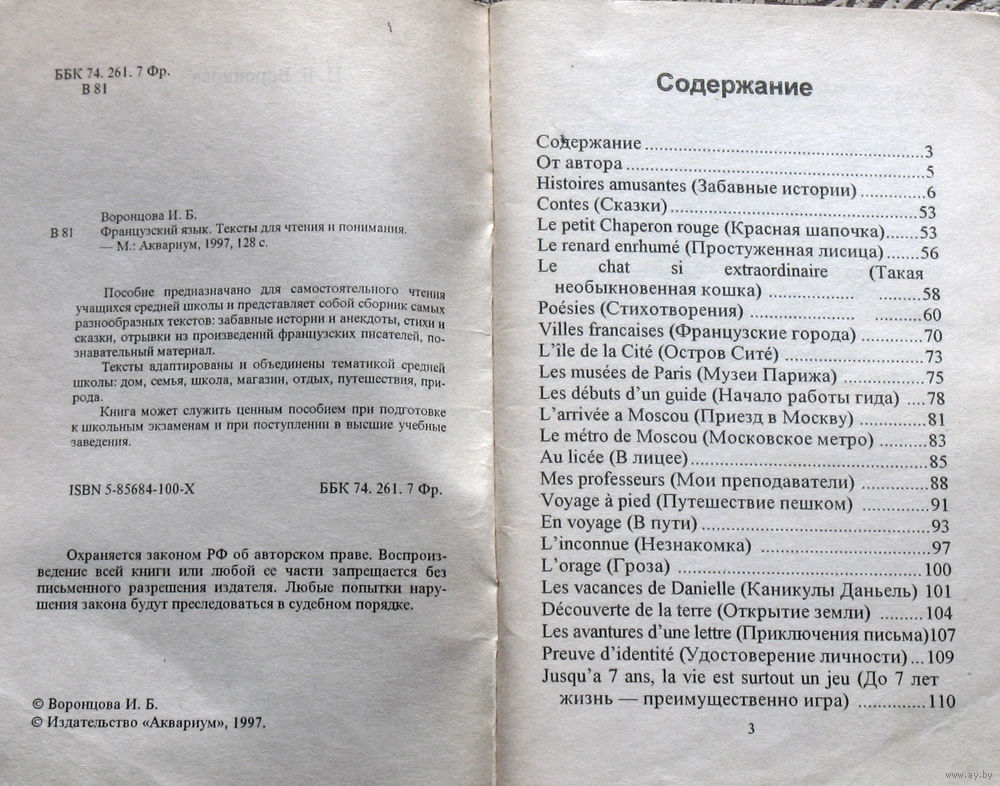 ББК 74. 261. 7 Фр.
В 81
Воронцова И. Б.
В 81 Французский язык. Тексты для чтения и понимания.
— М.: Аквариум, 1997, 128 с.
Пособие предназначано для самостоятельного чтения
учащихся средней школы и представляет собой сборник самых
разнообразных текстов: забавные истории и анекдоты, стихи и
сказки, отрывки из произведений французских писателей, по-
знавательный материал.
Тексты адаптированы и объединены тематикой средней
школы: дом, семья, школа, магазин, отдых, путешествия, при-
рода.
Книга может служить ценным пособием при подготовке
к школьным экзаменам и при поступлении в высшие учебные
заведения.
ISBN 5-85684-100-X ББК 74. 261. 7 Фр.
Охраняется законом РФ об авторском праве. Воспроиз-
ведение всей книги или любой ее части запрещается без
письменного разрешения издателя. Любые попытки нару-
шения закона будут преследоваться в судебном порядке.
© Воронцова И. Б.
© Издательство «Аквариум», 1997.
Содержание
Содержание ........................ 3
От автора ........................ 5
Histoires amusantes (Забавные истории) ............ 6
Contes (Сказки) ........................ 53
Le petit Chaperon rouge (Красная шапочка) ....... 53
Le renard enrhumé (Простуженная лисица) ....... 56
Le chat si extraordinaire (Такая
необыкновенная кошка) ............ ......... 58
Poésies (Стихотворения) ............ ......... 60
Villes francaises (Французские города) ............ 70
L'île de la Cité (Остров Сите) ............ 73
Les musées de Paris (Музеи Парижа) ............ 75
Les débuts d'un guide (Начало работы гида) .... 78
L'arrivée a Moscou (Приезд в Москву) ............ 81
Le métro de Moscou (Московское метро) ......... 83
Au licée (В лицее) ........................ 85
Mes professeurs (Мои преподаватели) ............ 88
Voyage à pied (Путешествие пешком) ............ 91
En voyage (В пути) ........................ 93
L'inconnue (Незнакомка) ........................ 97
L'orage (Гроза) ........................ 100
Les vacances de Danielle (Каникулы Даньель) 101
Découverte de la terre (Открытие земли) ......... 104
Les avantures d'une lettre (Приключения письма)107
Preuve d'identité (Удостоверение личности) ... 109
Jusqu'a 7 ans, la vie est surtout un jeu (До 7 лет
жизнь — преимущественно игра) .............. 110
3
www.ay.by